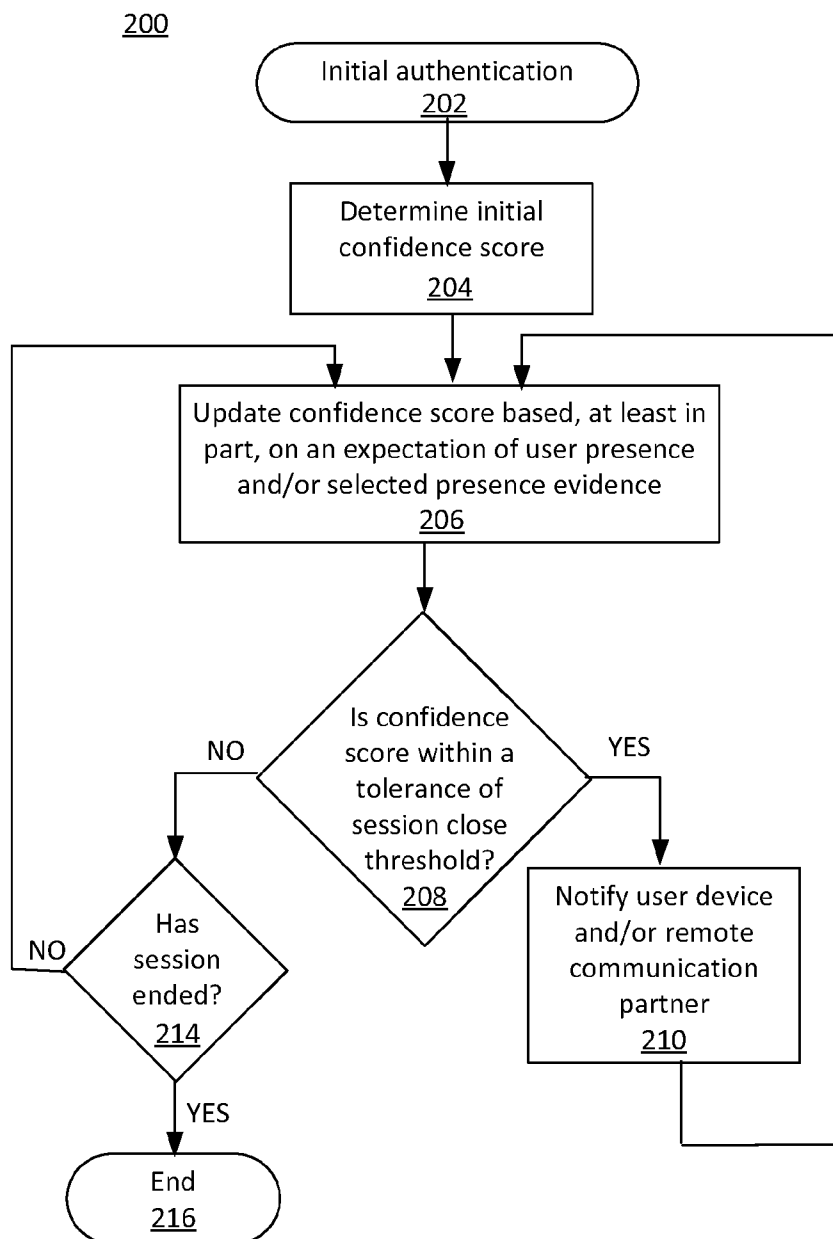 200
Initial authentication
202
Determine initial
confidence score
204
Update confidence score based, at least in
part, on an expectation of user presence
and/or selected presence evidence
206
Is confidence
score within a
tolerance of
session close
threshold?
208
NO
YES
Notify user device
and/or remote
communication
partner
210
Has
session
ended?
214
NO
YES
End
216